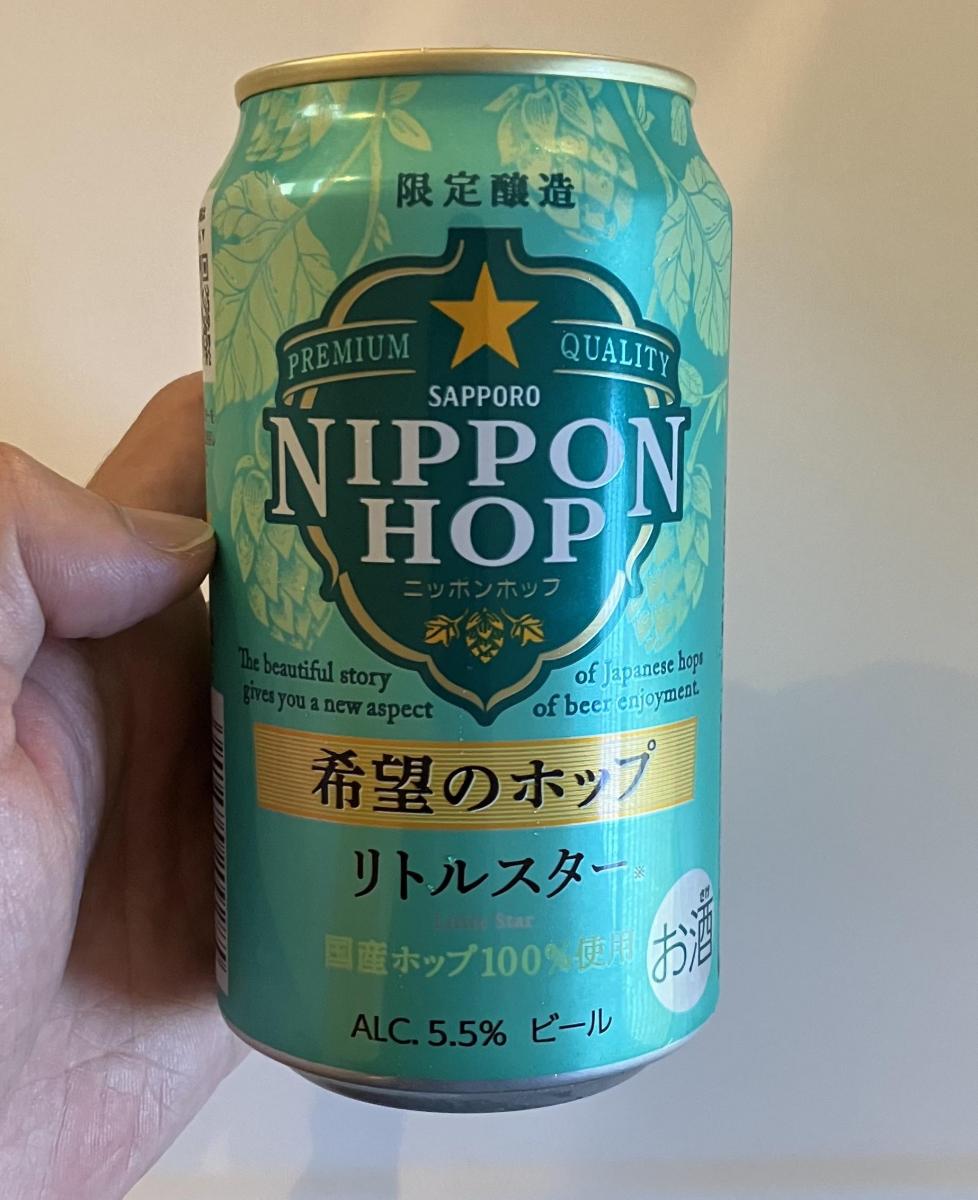 限定醸造
PREMIUM QUALITY
SAPPORO
NIPPON
HOP
ニッポンホップ
The beautiful story of Japanese hops
gives you a new aspect of beer enjoyment.
希望のホップ
リトルスター※
Little Star
国産ホップ100%使用
さけ
お酒
ALC. 5.5% ビール